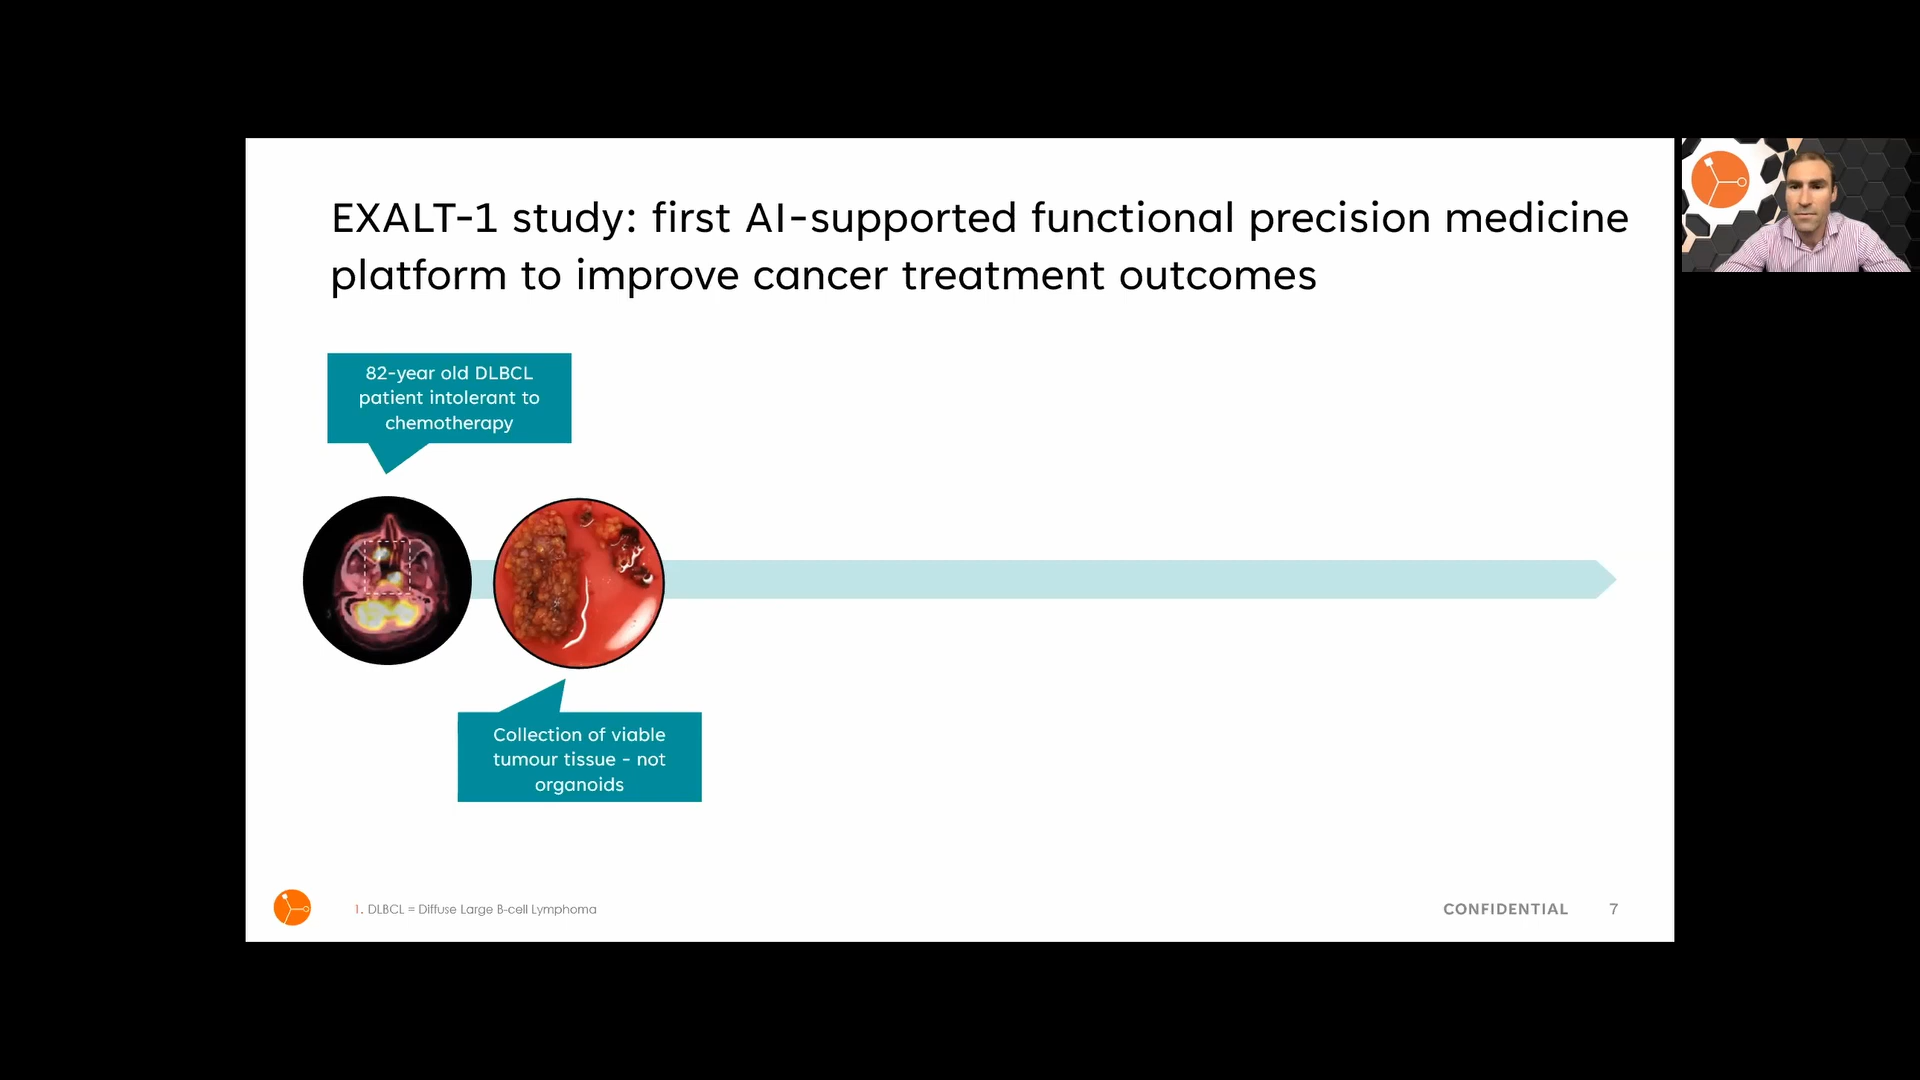 EXALT-1 study: first AI-supported functional precision medicine
platform to improve cancer treatment outcomes
82-year old DLBCL
patient intolerant to
chemotherapy
Collection of viable
tumour tissue - not
organoids
1. DLBCL = Diffuse Large B-cell Lymphoma
CONFIDENTIAL 7